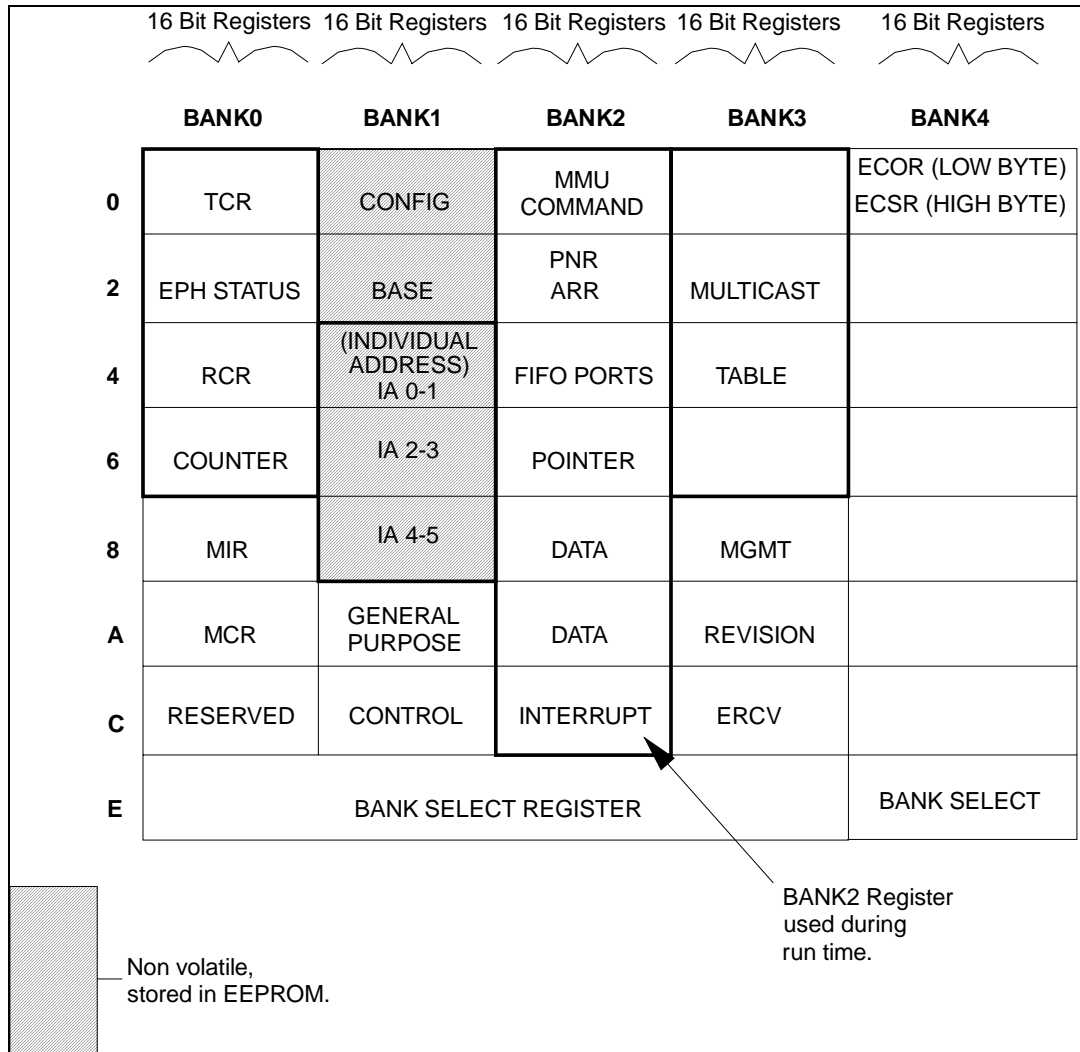 16 Bit Registers 16 Bit Registers 16 Bit Registers 16 Bit Registers 16 Bit Registers
BANK0 BANK1 BANK2 BANK3 BANK4
0 TCR CONFIG MMU COMMAND ECOR (LOW BYTE) ECSR (HIGH BYTE)
2 EPH STATUS BASE PNR ARR MULTICAST
4 RCR (INDIVIDUAL ADDRESS) IA 0-1 FIFO PORTS TABLE
6 COUNTER IA 2-3 POINTER
8 MIR IA 4-5 DATA MGMT
A MCR GENERAL PURPOSE DATA REVISION
C RESERVED CONTROL INTERRUPT ERCV
E BANK SELECT REGISTER BANK SELECT
BANK2 Register
used during
run time.
Non volatile,
stored in EEPROM.